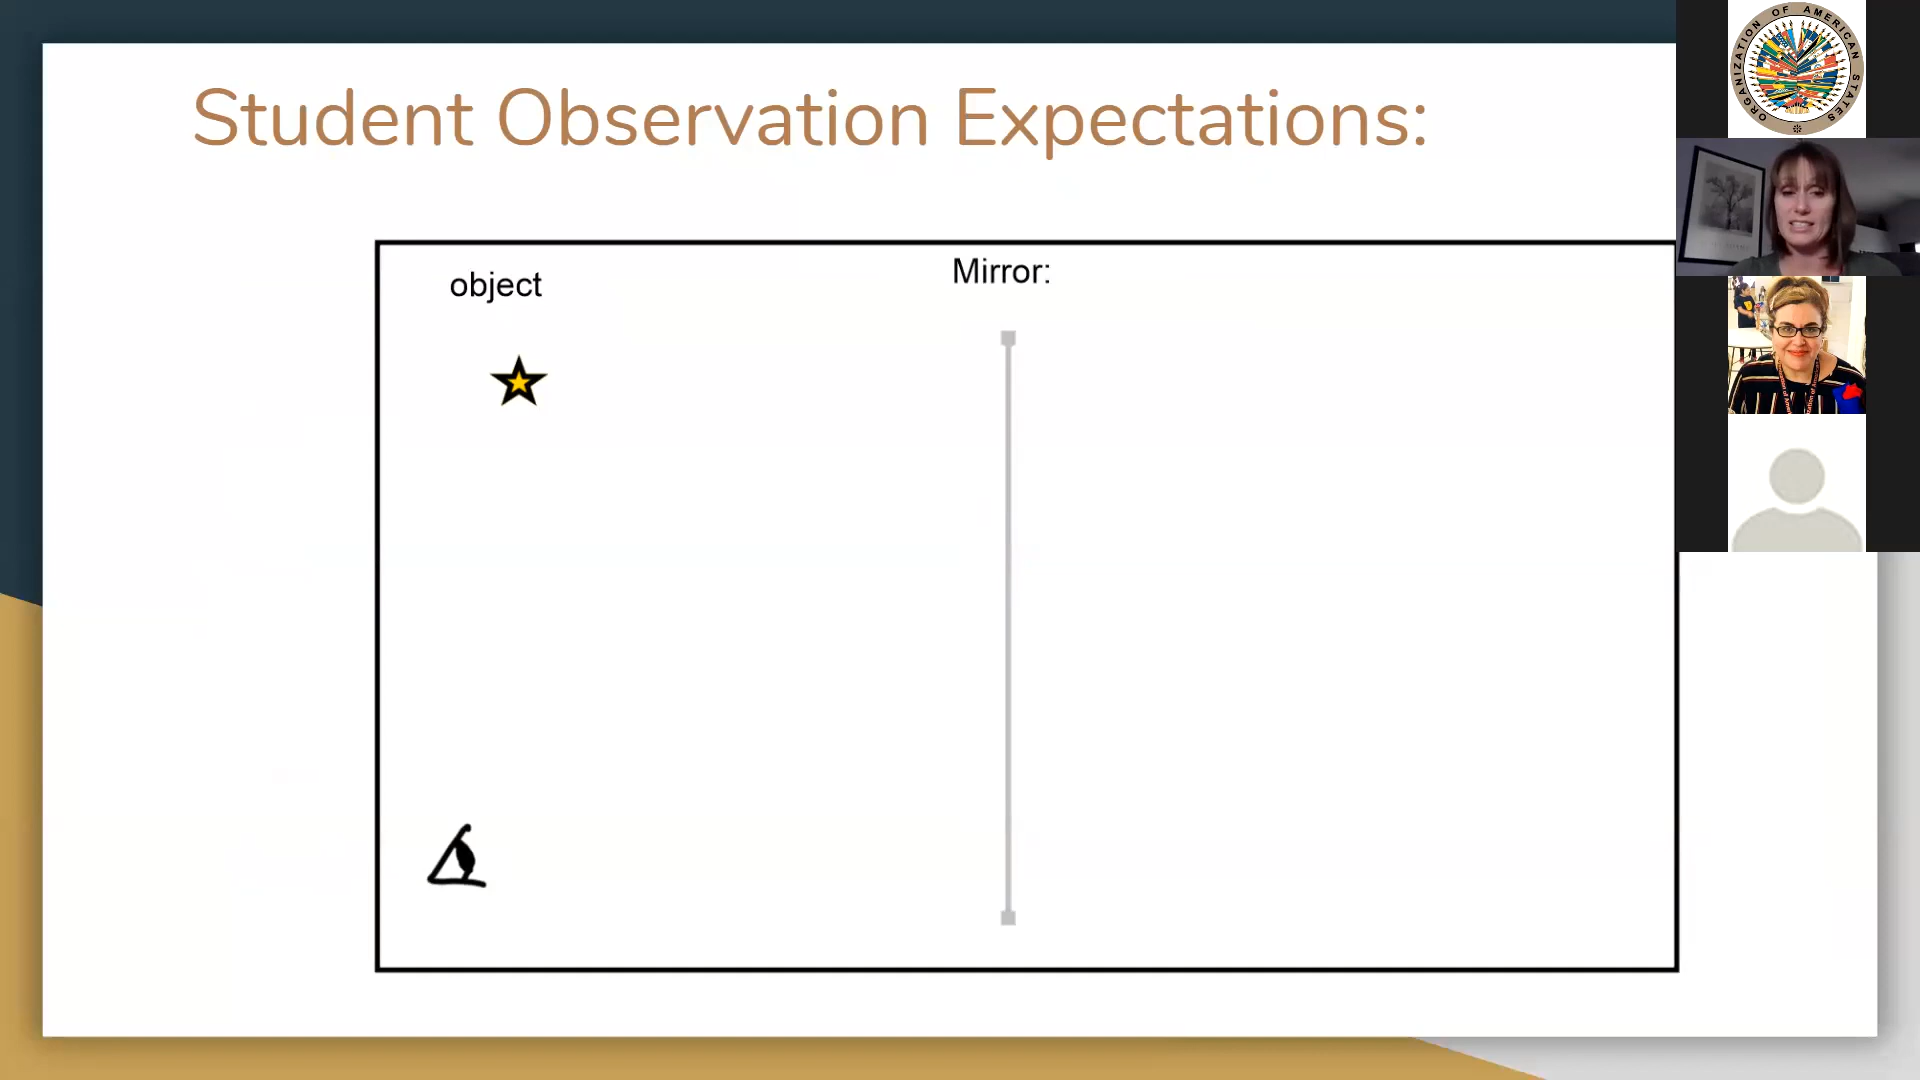 Student Observation Expectations:
object
Mirror:
ORGANIZATION OF AMERICAN STATES